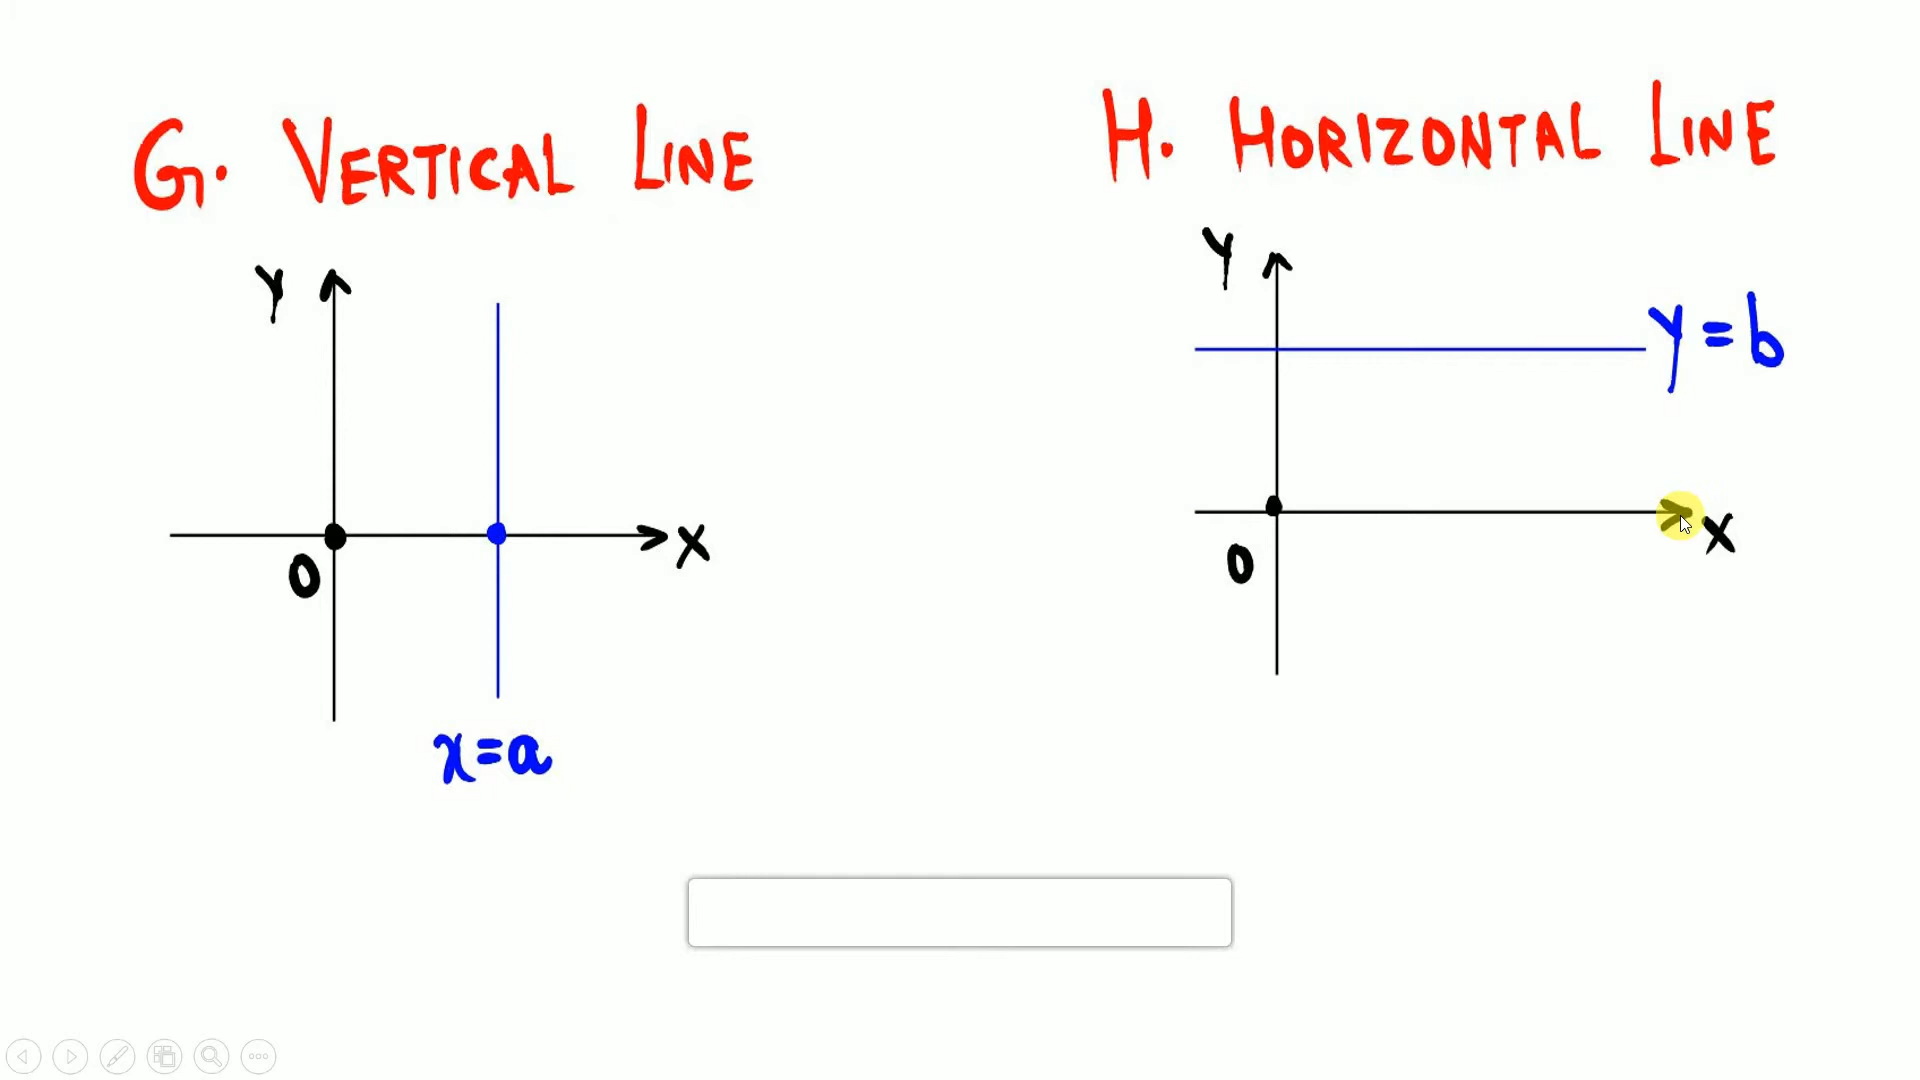 G. VERTICAL LINE
Y
X
0
x=a
H. HORIZONTAL LINE
Y
y=b
X
0